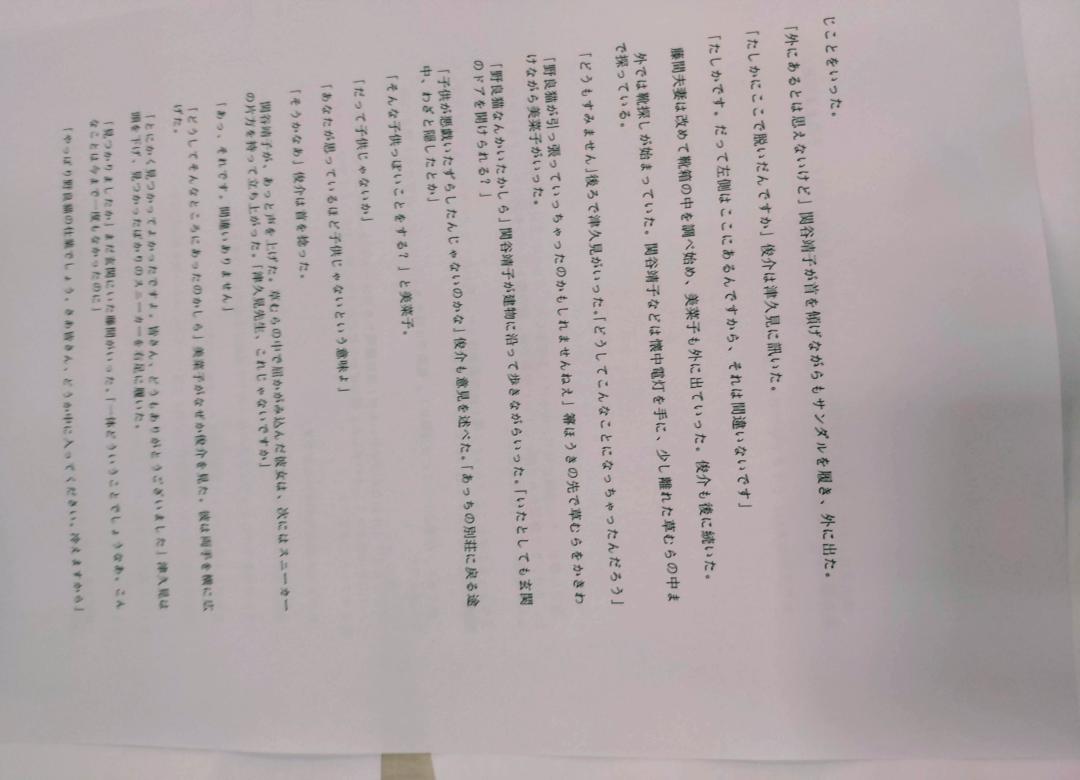 じことをいった。
「外にあるとは思えないけど」関谷靖子が首を傾げながらもサンダルを履き、外に出た。
「たしかにここで脱いだんですか」俊介は津久見に訊いた。
「たしかです。だって左側はここにあるんですから、それは間違いないです」
藤間夫妻は改めて靴箱の中を調べ始め、美菜子も外に出ていった。俊介も後に続いた。
外では靴探しが始まっていた。関谷靖子などは懐中電灯を手に、少し離れた草むらの中ま
で探っている。
「どうもすみません」後ろで津久見がいった。「どうしてこんなことになっちゃったんだろう」
「野良猫が引っ張っていっちゃったのかもしれませんねえ」箒ほうきの先で草むらをかきわ
けながら美菜子がいった。
「野良猫なんかいたかしら」関谷靖子が建物に沿って歩きながらいった。「いたとしても玄関
のドアを開けられる？」
「子供が悪戯いたずらしたんじゃないのかな」俊介も意見を述べた。「あっちの別荘に戻る途
中、わざと隠したとか」
「そんな子供っぽいことをする？」と美菜子。
「だって子供じゃないか」
「あなたが思っているほど子供じゃないという意味よ」
「そうかなあ」俊介は首を捻った。
関谷靖子が、あっと声を上げた。草むらの中で屈かがみ込んだ彼女は、次にはスニーカー
の片方を持って立ち上がった。「津久見先生、これじゃないですか」
「あっ、それです。間違いありません」
「どうしてそんなところにあったのかしら」美菜子がなぜか俊介を見た。彼は両手を横に広
げた。
「とにかく見つかってよかったですよ。皆さん、どうもありがとうございました」津久見は
頭を下げ、見つかったばかりのスニーカーを右足に履いた。
「見つかりましたか」まだ玄関にいた藤間がいった。「一体どういうことでしょうなあ。こん
なことは今まで一度もなかったのに」
「やっぱり野良猫の仕業でしょう。さあ皆さん、どうか中に入ってください。冷えますから」